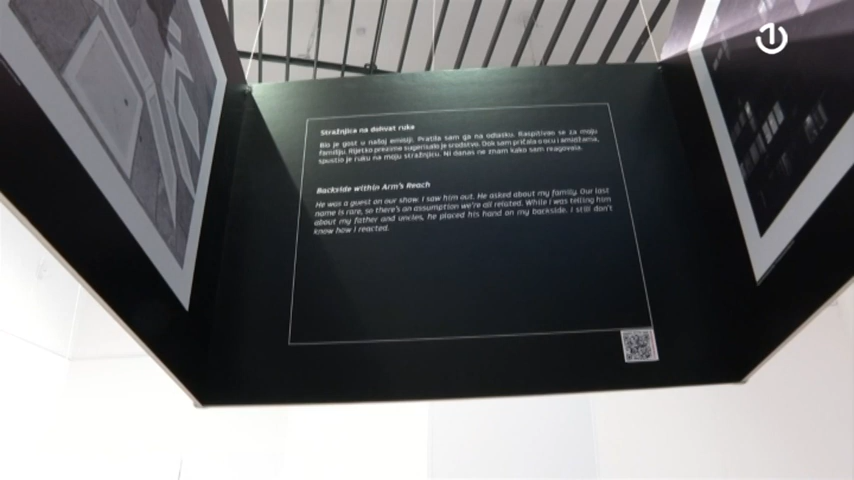 Stražnjica na dohvat ruke
Bio je gost u našoj emisiji. Pratila sam ga na odlasku. Raspitivao se za moju
familiju. Rijetko prezime sugerisalo je srodstvo. Dok sam pričala o ocu i amidžama,
spustio je ruku na moju stražnjicu. Ni danas ne znam kako sam reagovala.
Backside within Arm's Reach
He was a guest on our show. I saw him out. He asked about my family. Our last
name is rare, so there's an assumption we're all related. While I was telling him
about my father and uncles, he placed his hand on my backside. I still don't
know how I reacted.
1